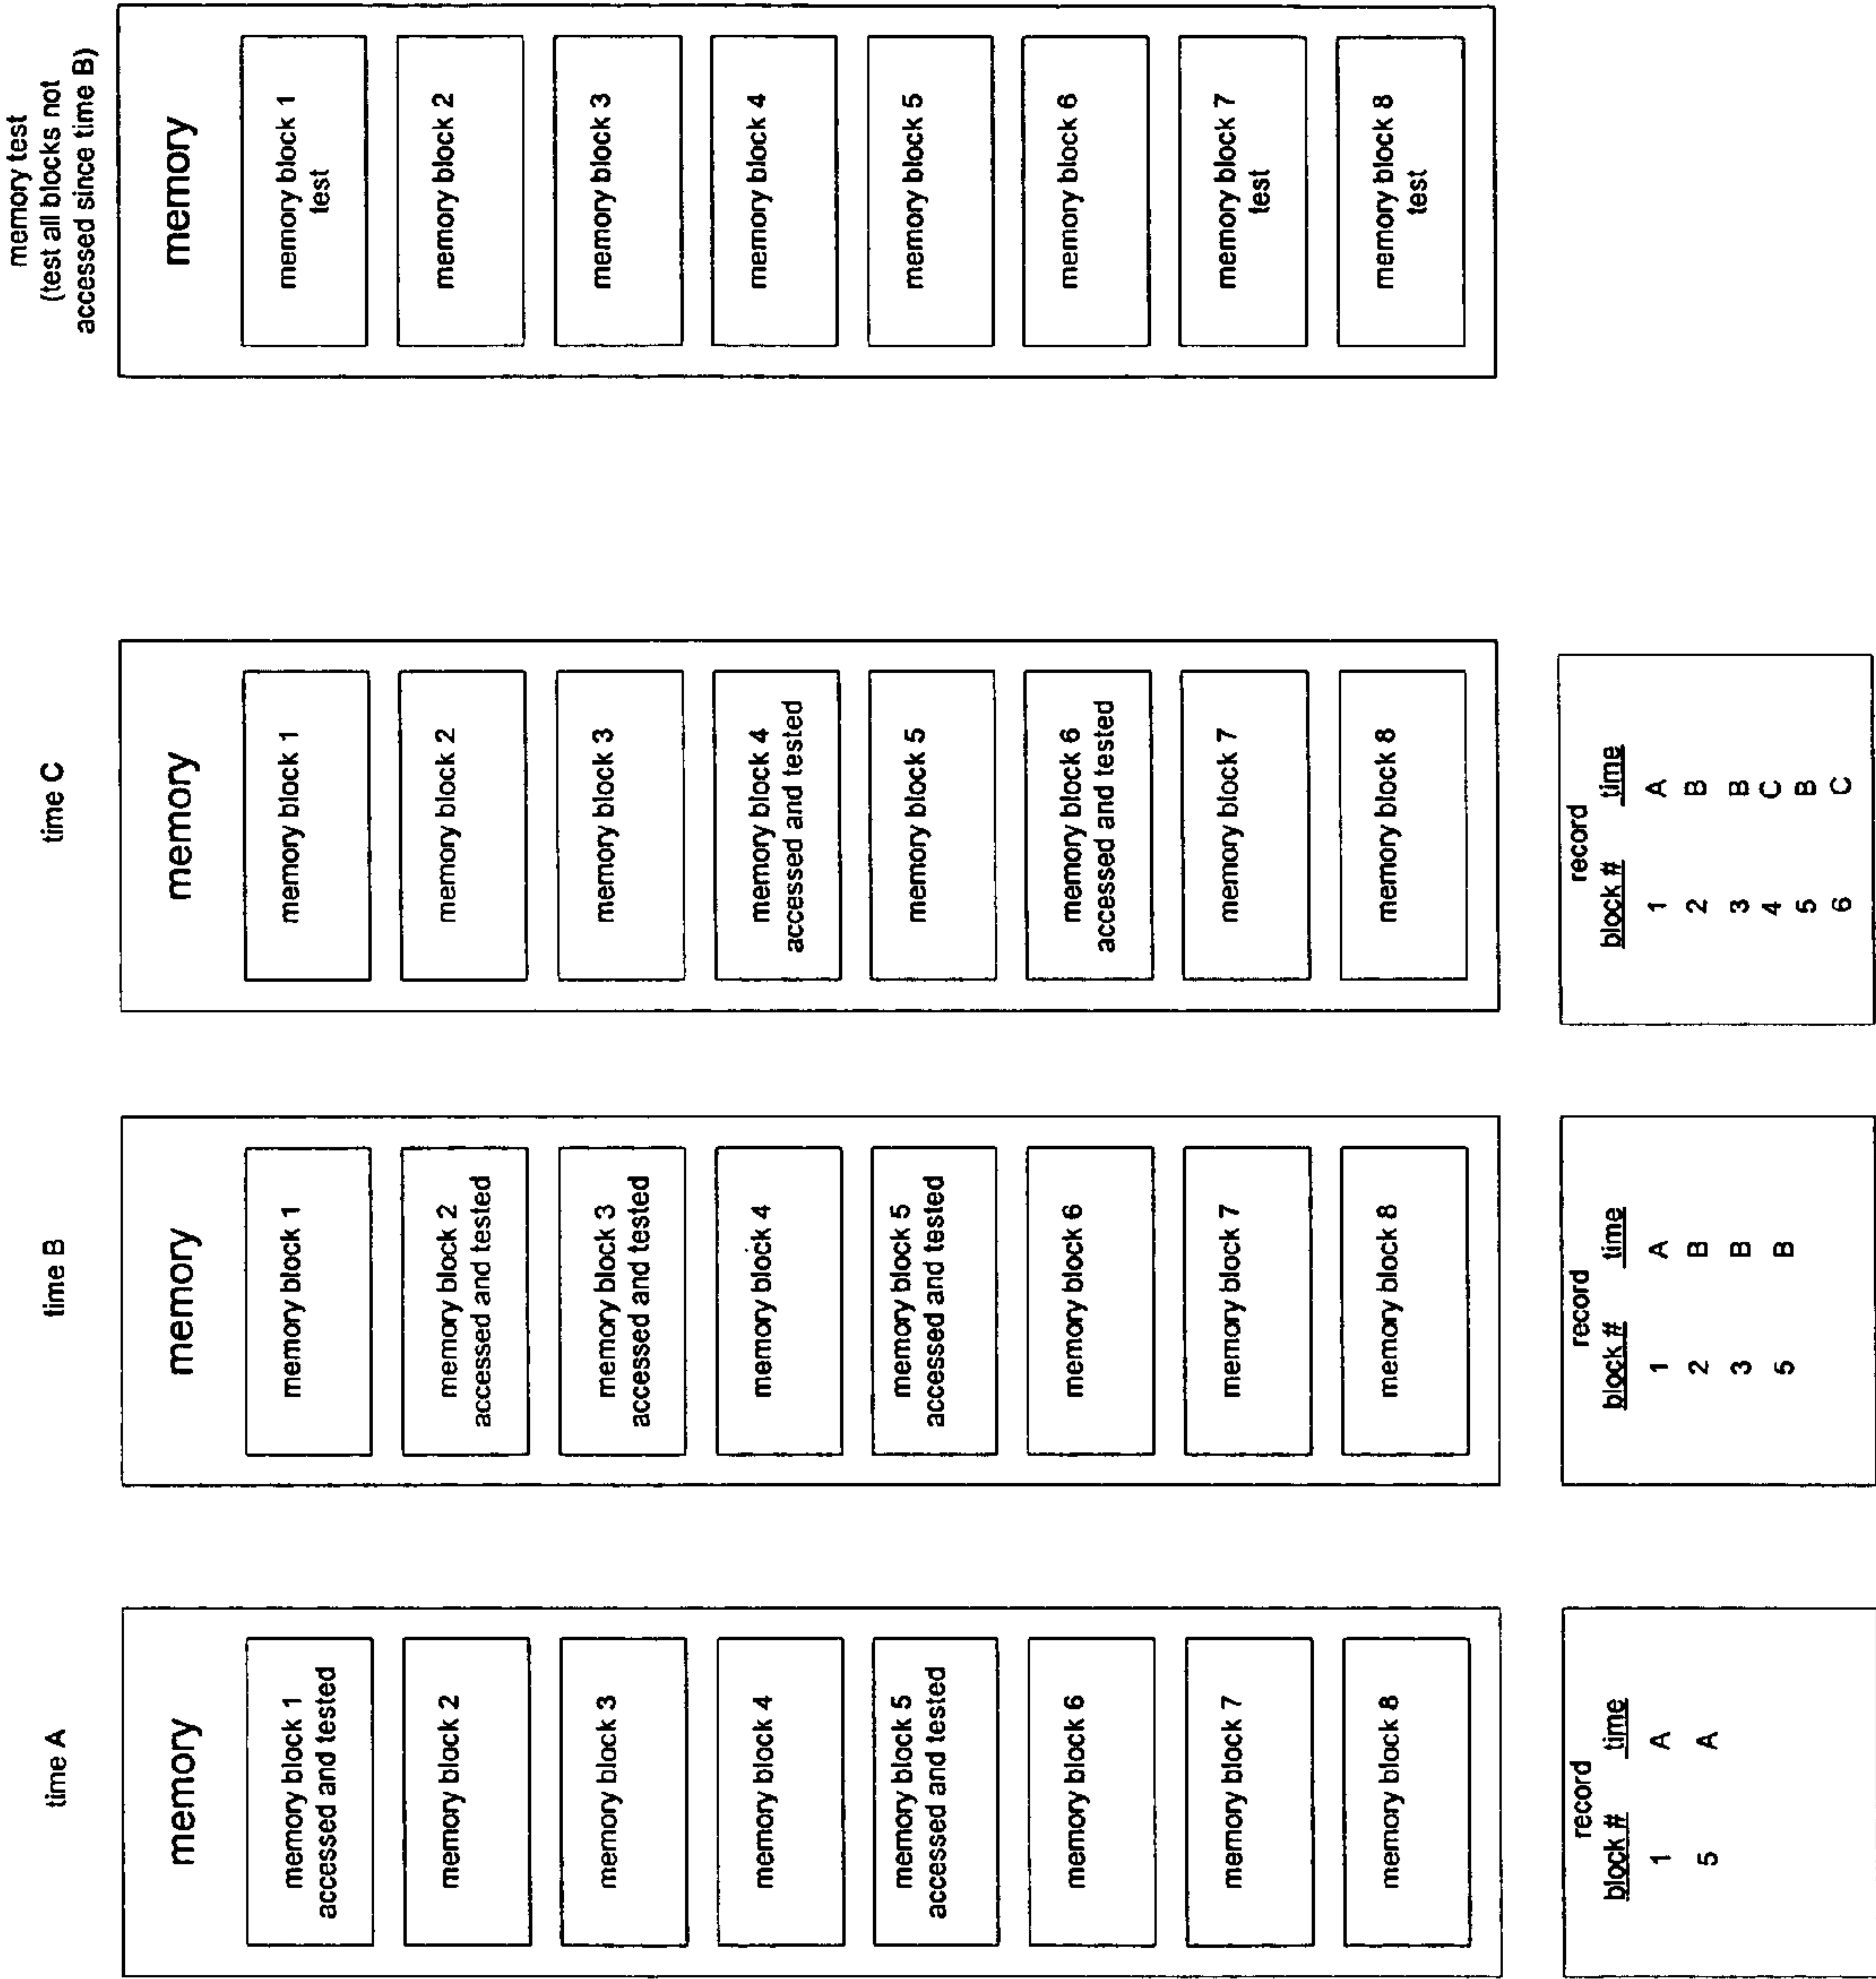 time A
memory
memory block 1
accessed and tested
memory block 2
memory block 3
memory block 4
memory block 5
accessed and tested
memory block 6
memory block 7
memory block 8
record
block # time
1 A
5 A
time B
memory
memory block 1
memory block 2
accessed and tested
memory block 3
accessed and tested
memory block 4
memory block 5
accessed and tested
memory block 6
memory block 7
memory block 8
record
block # time
1 A
2 B
3 B
5 B
time C
memory
memory block 1
memory block 2
memory block 3
memory block 4
accessed and tested
memory block 5
memory block 6
accessed and tested
memory block 7
memory block 8
record
block # time
1 A
2 B
3 B
4 C
5 B
6 C
memory test
(test all blocks not
accessed since time B)
memory
memory block 1
test
memory block 2
memory block 3
memory block 4
memory block 5
memory block 6
memory block 7
test
memory block 8
test